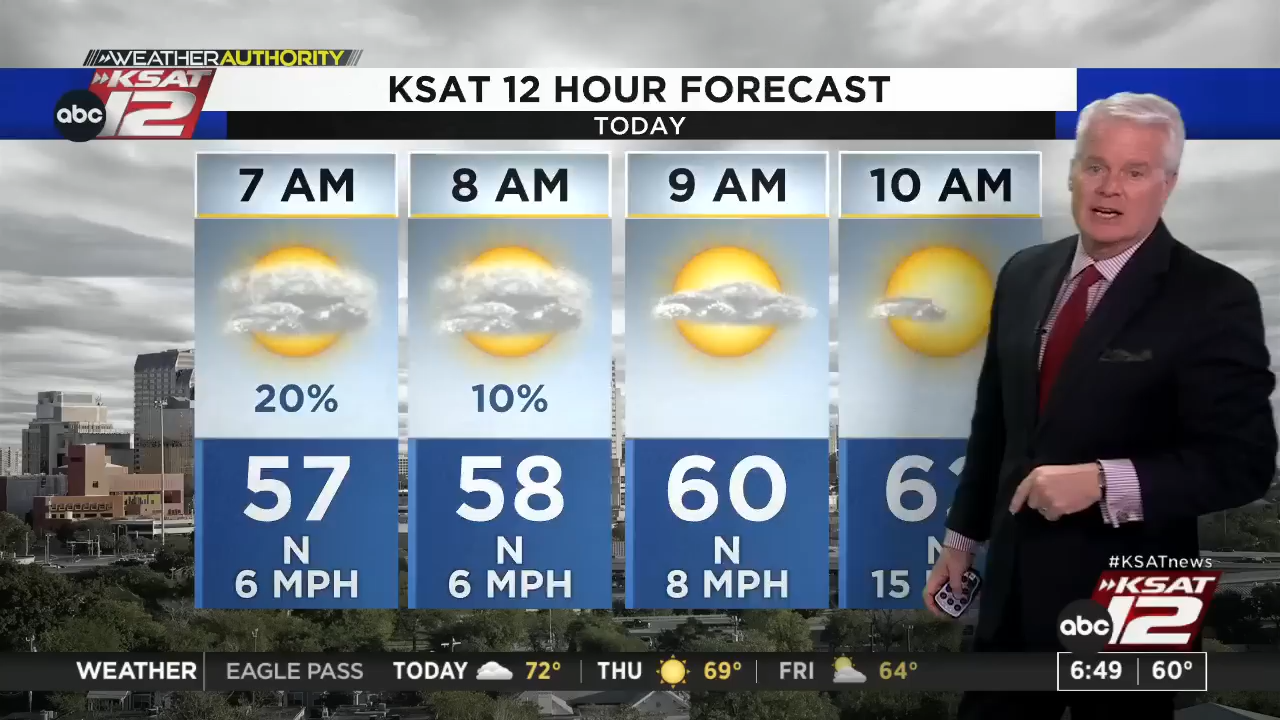 WEATHERAUTHORITY
KSAT
abc 12
KSAT 12 HOUR FORECAST
TODAY
7 AM
8 AM
9 AM
10 AM
20%
10%
57
58
60
N
N
N
N
6 MPH
6 MPH
8 MPH
15
#KSATnews
KSAT
abc 12
WEATHER EAGLE PASS TODAY 72° THU 69° FRI 64°
6:49 60°